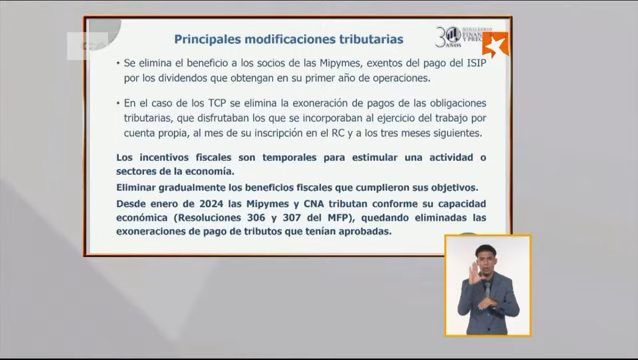 Principales modificaciones tributarias
30 AÑOS
MINISTERIO DE
FINANZAS
Y PRECIOS
• Se elimina el beneficio a los socios de las Mipymes, exentos del pago del ISIP
por los dividendos que obtengan en su primer año de operaciones.
• En el caso de los TCP se elimina la exoneración de pagos de las obligaciones
tributarias, que disfrutaban los que se incorporaban al ejercicio del trabajo por
cuenta propia, al mes de su inscripción en el RC y a los tres meses siguientes.
Los incentivos fiscales son temporales para estimular una actividad o
sectores de la economía.
Eliminar gradualmente los beneficios fiscales que cumplieron sus objetivos.
Desde enero de 2024 las Mipymes y CNA tributan conforme su capacidad
económica (Resoluciones 306 y 307 del MFP), quedando eliminadas las
exoneraciones de pago de tributos que tenían aprobadas.